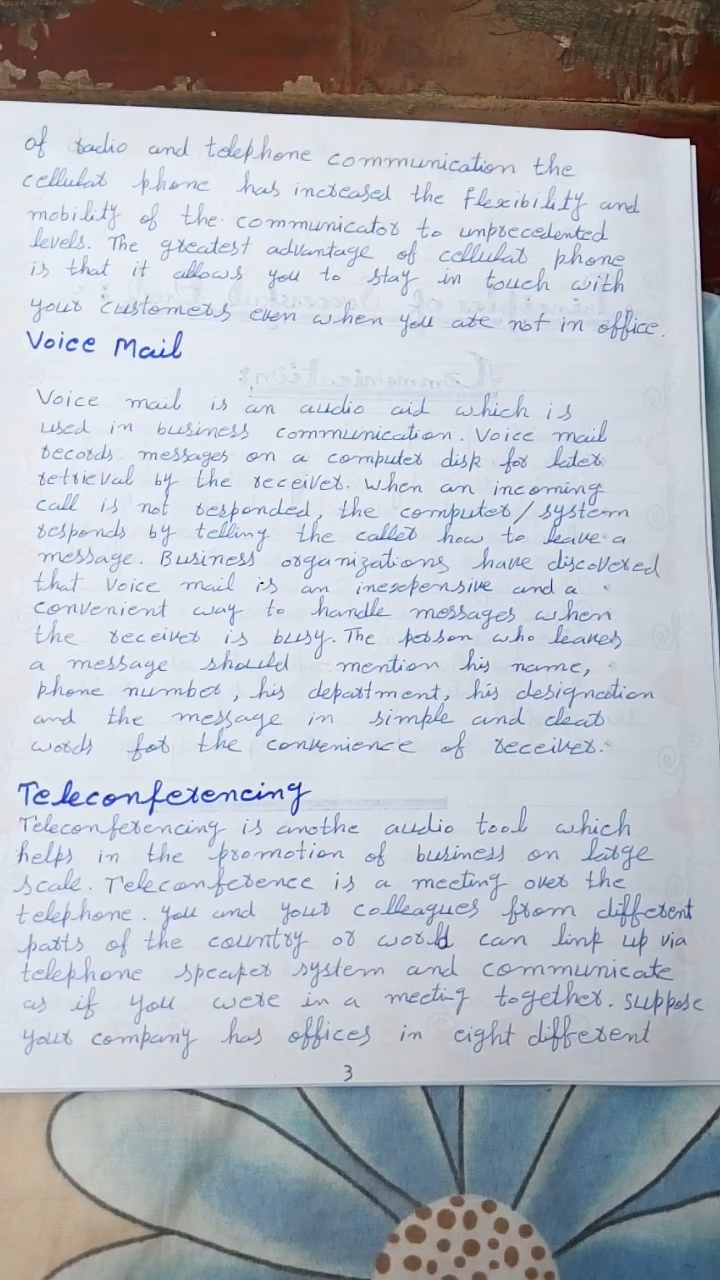 of radio and telephone communication the
cellular phone has increased the flexibility and
mobility of the communicator to unprecedented
levels. The greatest advantage of cellular phone
is that it allows you to stay in touch with
your customers even when you are not in office.
Voice Mail
Voice mail is an audio aid which is
used in business communication. Voice mail
records messages on a computer disk for later
retrieval by the receiver. When an incoming
call is not responded, the computer/system
responds by telling the caller how to leave a
message. Business organizations have discovered
that Voice mail is an inexpensive and a
convenient way to handle messages when
the receiver is busy. The person who leaves
a message should mention his name,
phone number, his department, his designation
and the message in simple and clear
words for the convenience of receiver.
Teleconferencing
Teleconferencing is anothe audio tool which
helps in the promotion of business on large
scale. Teleconference is a meeting over the
telephone. you and your colleagues from different
parts of the country or world can link up via
telephone speaker system and communicate
as if you were in a meeting together. suppose
your company has offices in eight different
3